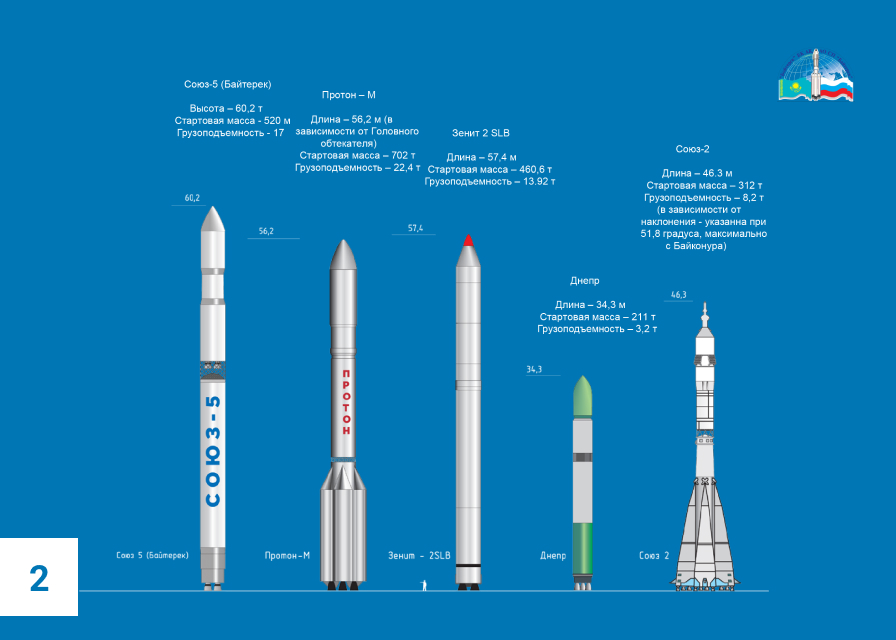 Союз-5 (Байтерек)
Высота – 60,2 т
Стартовая масса - 520 м
Грузоподъемность - 17
Протон – М
Длина – 56,2 м (в
зависимости от Головного
обтекателя)
Стартовая масса – 702 т
Грузоподъемность – 22,4 т
Зенит 2 SLB
Длина – 57,4 м
Стартовая масса – 460,6 т
Грузоподъемность – 13.92 т
Союз-2
Длина – 46.3 м
Стартовая масса – 312 т
Грузоподъемность – 8,2 т
(в зависимости от
наклонения - указанна при
51,8 градуса, максимально
с Байконура)
Днепр
Длина – 34,3 м
Стартовая масса – 211 т
Грузоподъемность – 3,2 т
60,2
56,2
57,4
34,3
46,3
СОЮЗ-5
ПРОТОН
Союз 5 (Байтерек)
Протон-М
Зенит - 2SLB
Днепр
Союз 2
2